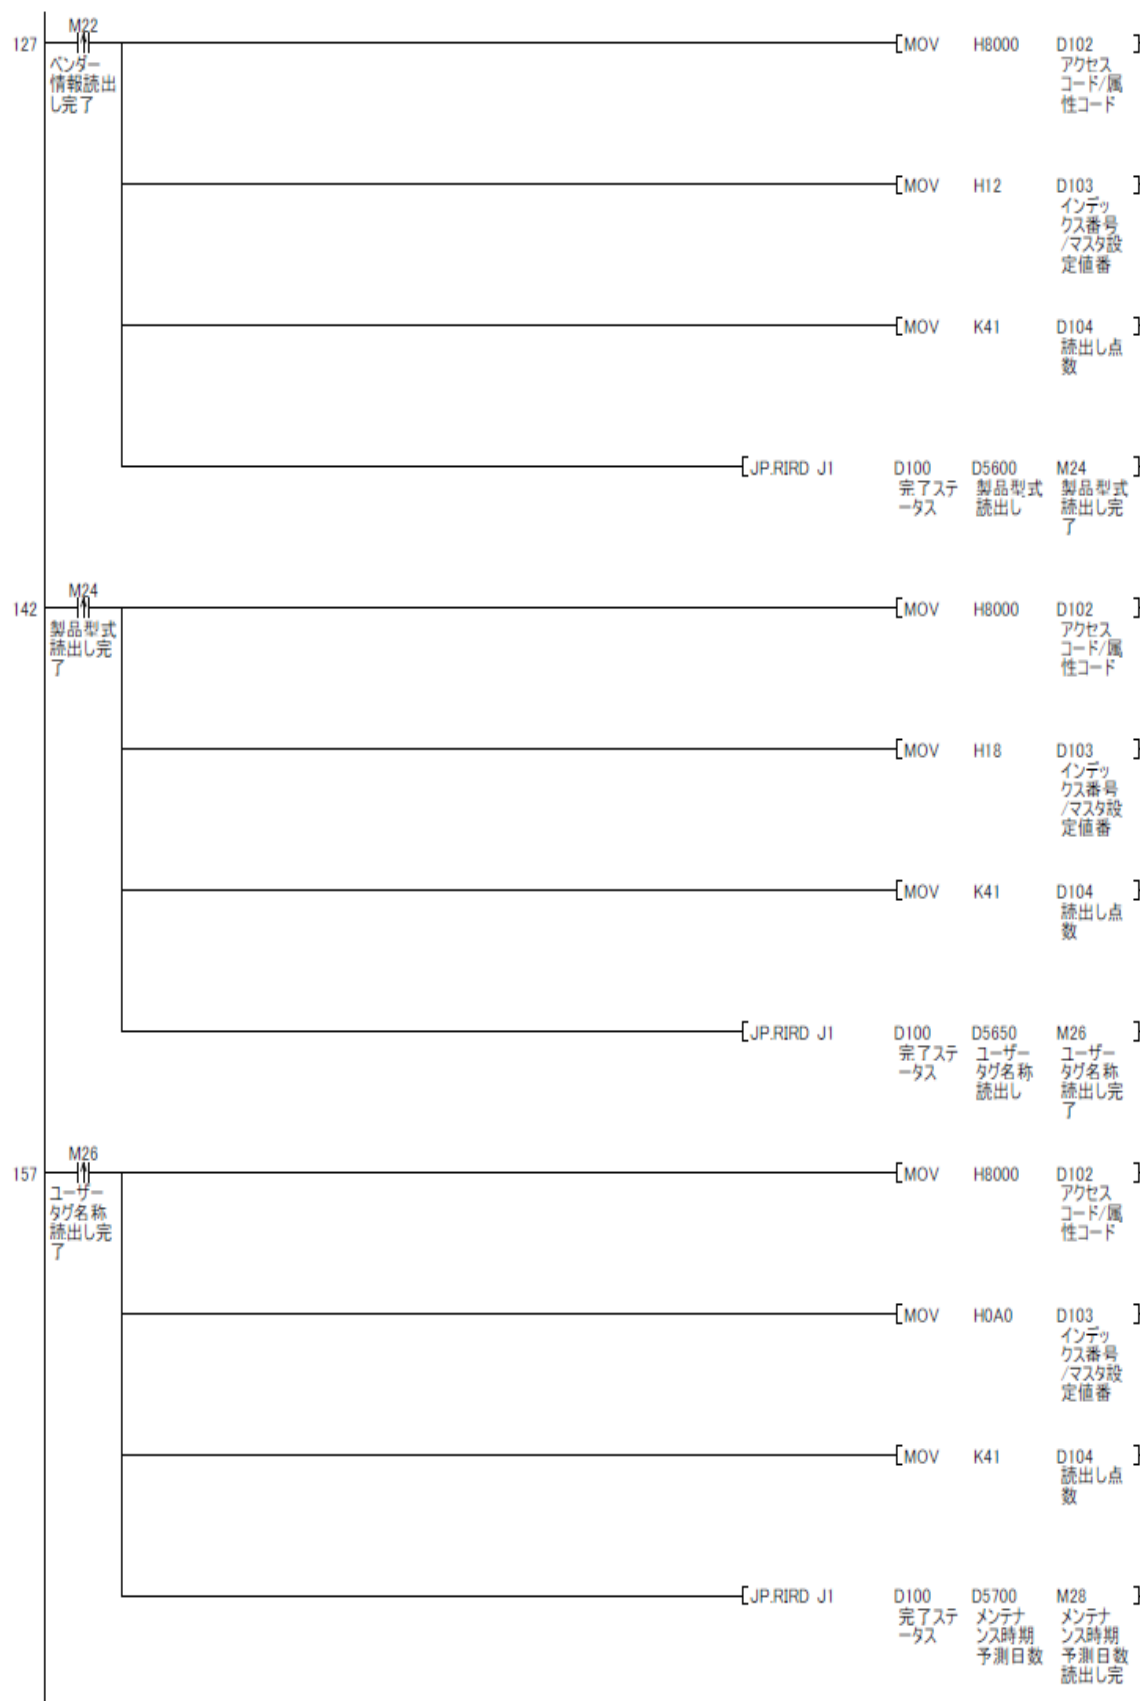 M22
127
ベンダー
情報読出
し完了
[MOV H8000 D102 ]
アクセス
コード/属
性コード
[MOV H12 D103 ]
インデッ
クス番号
/マスタ設
定値番
[MOV K41 D104 ]
読出し点
数
[JP.RIRD J1 D100 D5600 M24 ]
完了ステ 製品型式 製品型式
ータス 読出し 読出し完
了
M24
142
製品型式
読出し完
了
[MOV H8000 D102 ]
アクセス
コード/属
性コード
[MOV H18 D103 ]
インデッ
クス番号
/マスタ設
定値番
[MOV K41 D104 ]
読出し点
数
[JP.RIRD J1 D100 D5650 M26 ]
完了ステ ユーザー ユーザー
ータス タグ名称 タグ名称
読出し 読出し完
了
M26
157
ユーザー
タグ名称
読出し完
了
[MOV H8000 D102 ]
アクセス
コード/属
性コード
[MOV H0A0 D103 ]
インデッ
クス番号
/マスタ設
定値番
[MOV K41 D104 ]
読出し点
数
[JP.RIRD J1 D100 D5700 M28 ]
完了ステ メンテナ メンテナ
ータス ンス時期 ンス時期
予測日数 予測日数
読出し完